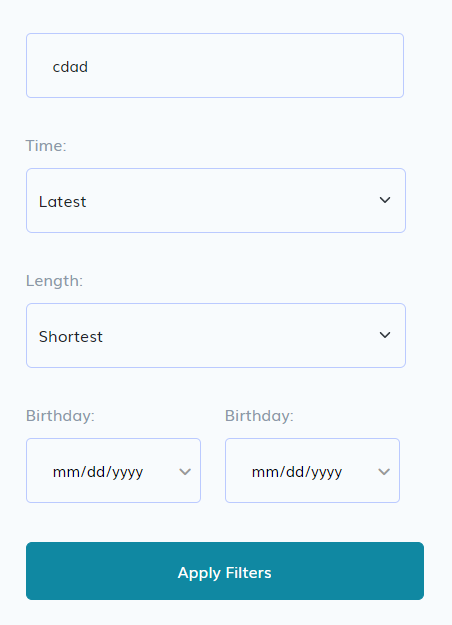 cdad
Time:
Latest
Length:
Shortest
Birthday: Birthday:
mm/dd/yyyy mm/dd/yyyy
Apply Filters